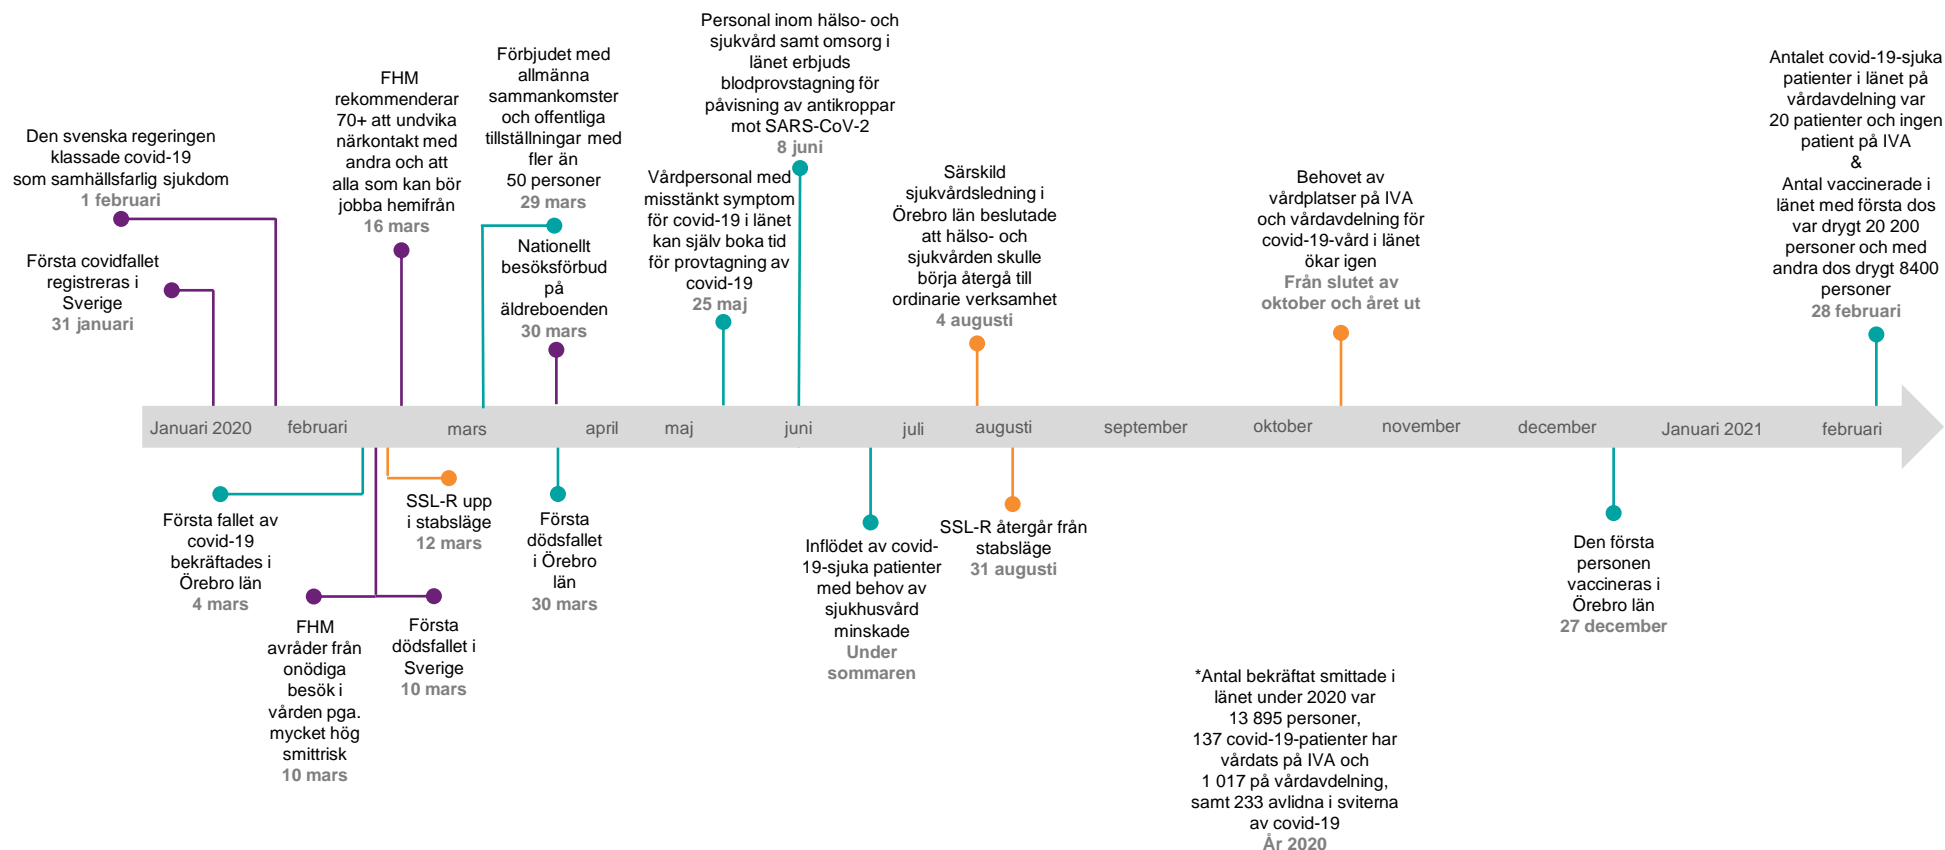 Den svenska regeringen
klassade covid-19
som samhällsfarlig sjukdom
1 februari
Första covidfallet
registreras i
Sverige
31 januari
FHM
rekommenderar
70+ att undvika
närkontakt med
andra och att
alla som kan bör
jobba hemifrån
16 mars
Förbjudet med
allmänna
sammankomster
och offentliga
tillställningar med
fler än
50 personer
29 mars
Nationellt
besöksförbud
på
äldreboenden
30 mars
Personal inom hälso- och
sjukvård samt omsorg i
länet erbjuds
blodprovstagning för
påvisning av antikroppar
mot SARS-CoV-2
8 juni
Vårdpersonal med
misstänkt symptom
för covid-19 i länet
kan själv boka tid
för provtagning av
covid-19
25 maj
Särskild
sjukvårdsledning i
Örebro län beslutade
att hälso- och
sjukvården skulle
börja återgå till
ordinarie verksamhet
4 augusti
Behovet av
vårdplatser på IVA
och vårdavdelning för
covid-19-vård i länet
ökar igen
Från slutet av
oktober och året ut
Antalet covid-19-sjuka
patienter i länet på
vårdavdelning var
20 patienter och ingen
patient på IVA
&
Antal vaccinerade i
länet med första dos
var drygt 20 200
personer och med
andra dos drygt 8400
personer
28 februari
Januari 2020 februari mars april maj juni juli augusti september oktober november december Januari 2021 februari
Första fallet av
covid-19
bekräftades i
Örebro län
4 mars
FHM
avråder från
onödiga
besök i
vården pga.
mycket hög
smittrisk
10 mars
SSL-R upp
i stabsläge
12 mars
Första
dödsfallet i
Sverige
10 mars
Första
dödsfallet
i Örebro
län
30 mars
Inflödet av covid-
19-sjuka patienter
med behov av
sjukhusvård
minskade
Under
sommaren
SSL-R återgår från
stabsläge
31 augusti
Den första
personen
vaccineras i
Örebro län
27 december
*Antal bekräftat smittade i
länet under 2020 var
13 895 personer,
137 covid-19-patienter har
vårdats på IVA och
1 017 på vårdavdelning,
samt 233 avlidna i sviterna
av covid-19
År 2020